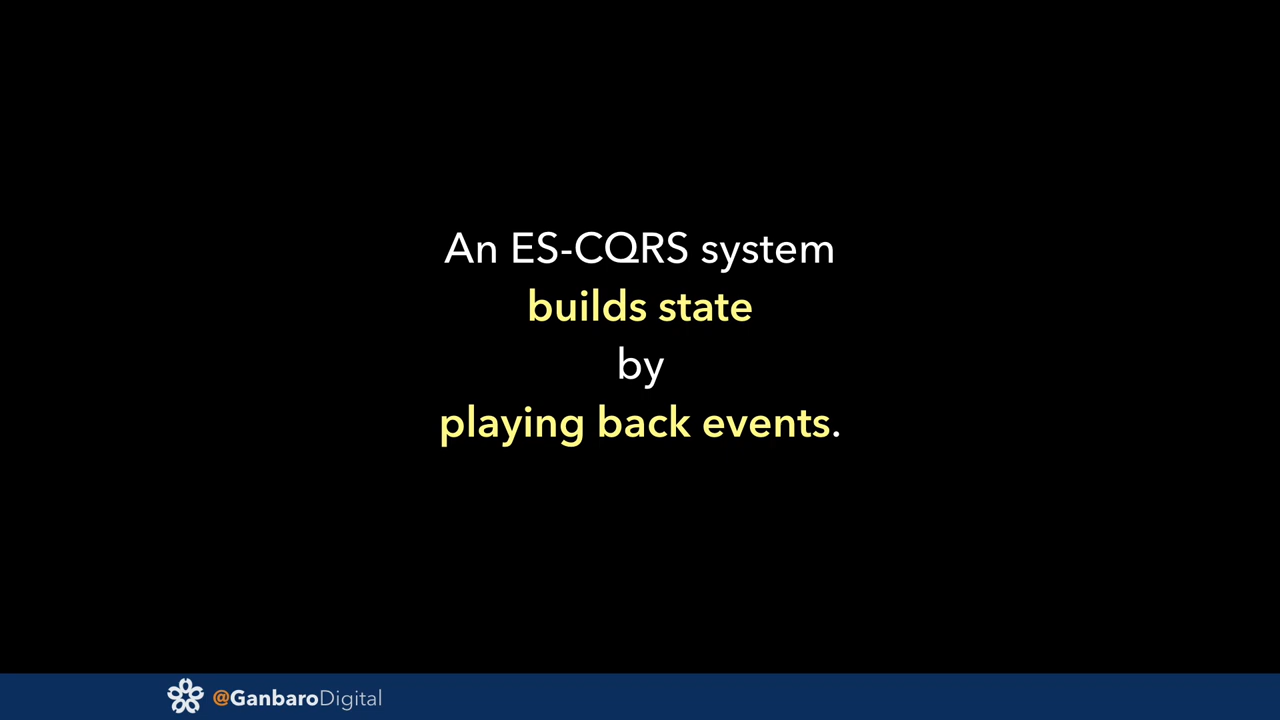 An ES-CQRS system
builds state
by
playing back events.
@GanbaroDigital